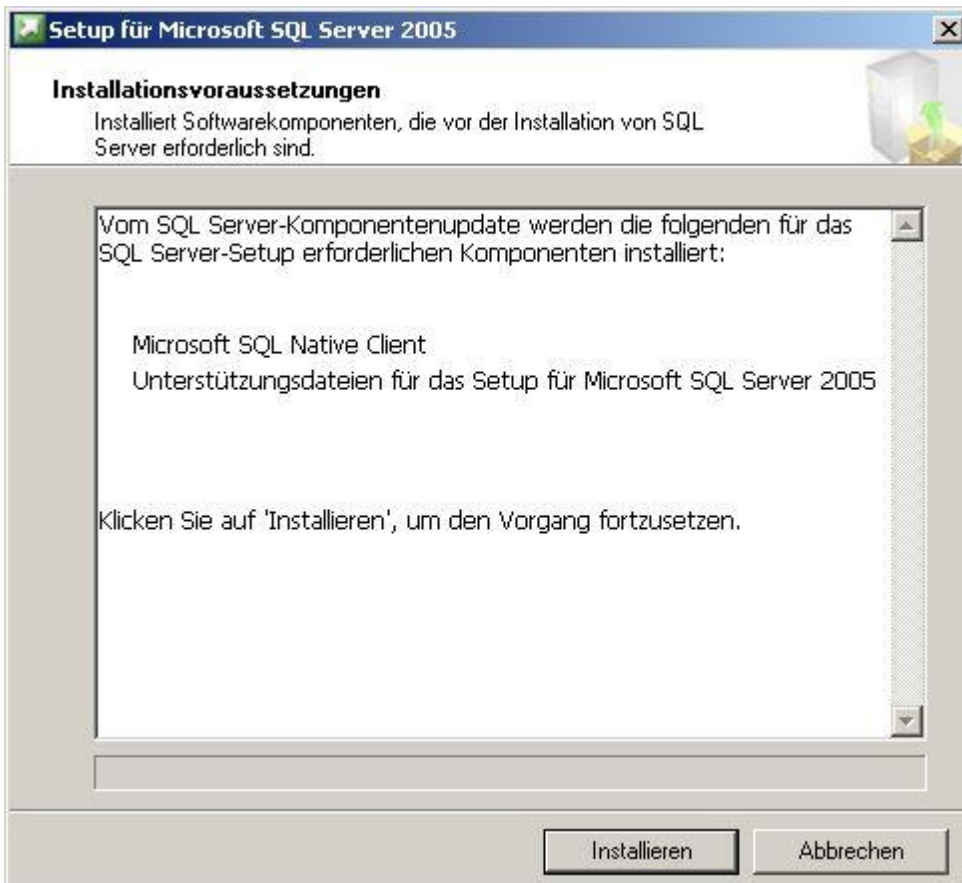 Setup für Microsoft SQL Server 2005
Installationsvoraussetzungen
Installiert Softwarekomponenten, die vor der Installation von SQL
Server erforderlich sind.
Vom SQL Server-Komponentenupdate werden die folgenden für das
SQL Server-Setup erforderlichen Komponenten installiert:
Microsoft SQL Native Client
Unterstützungsdateien für das Setup für Microsoft SQL Server 2005
Klicken Sie auf 'Installieren', um den Vorgang fortzusetzen.
Installieren
Abbrechen